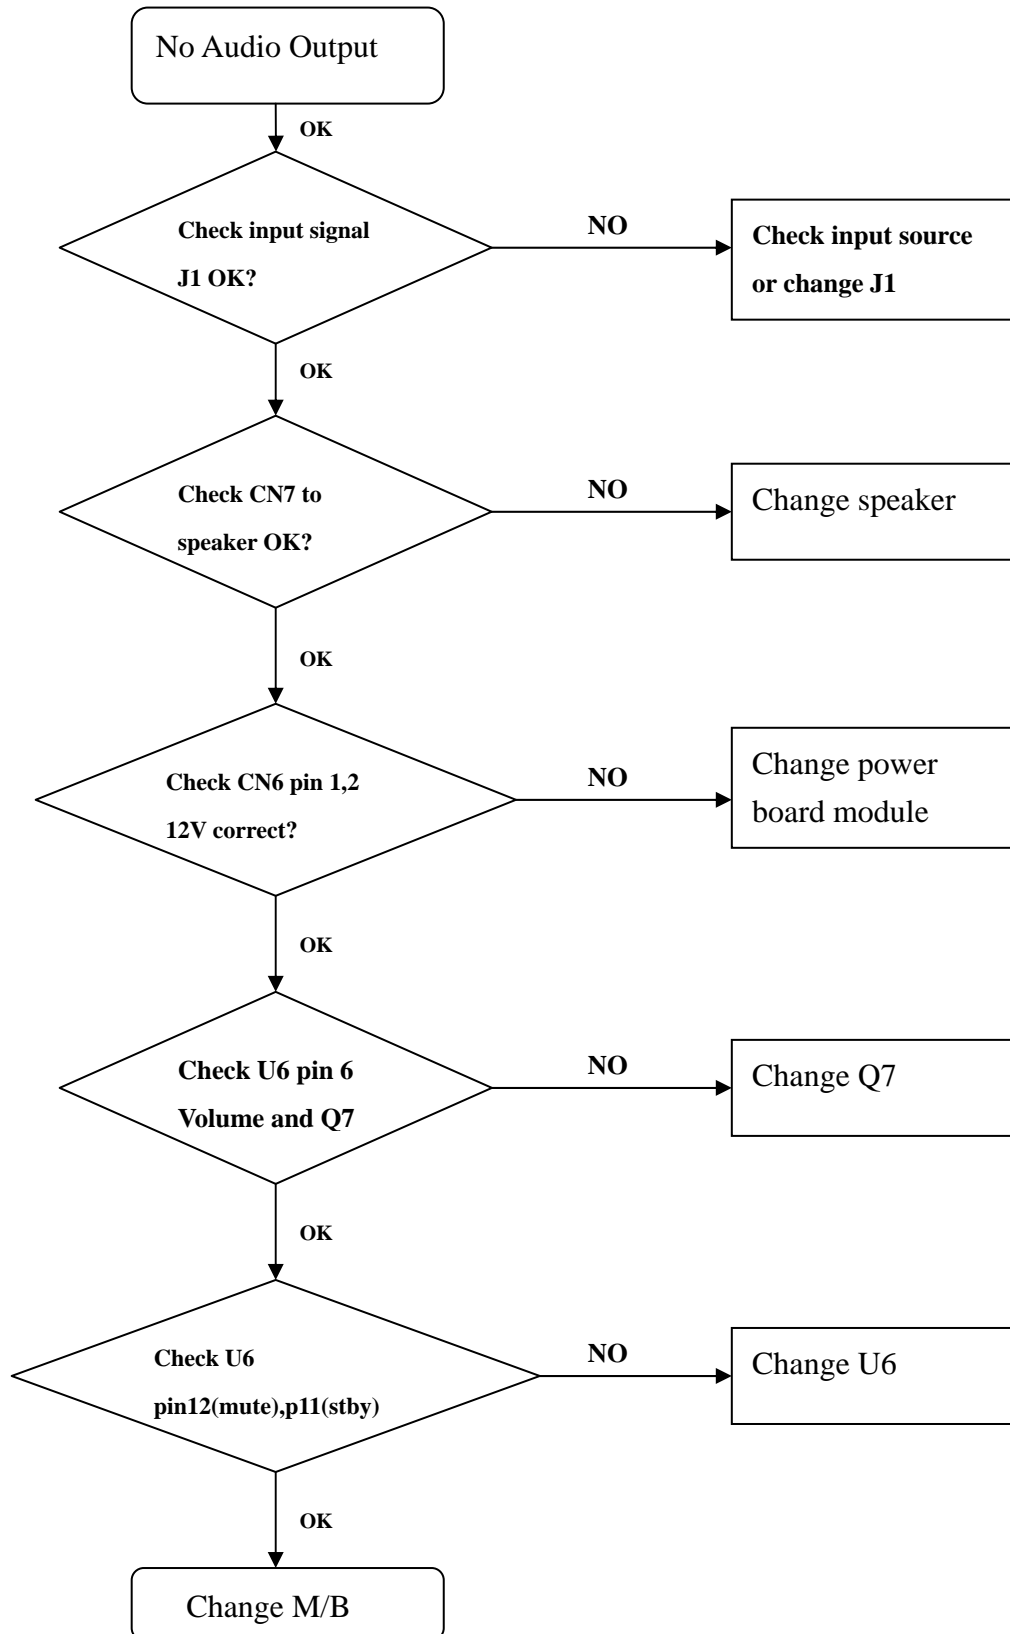 No Audio Output
OK
Check input signal
J1 OK?
NO
Check input source
or change J1
OK
Check CN7 to
speaker OK?
NO
Change speaker
OK
Check CN6 pin 1,2
12V correct?
NO
Change power
board module
OK
Check U6 pin 6
Volume and Q7
NO
Change Q7
OK
Check U6
pin12(mute),p11(stby)
NO
Change U6
OK
Change M/B